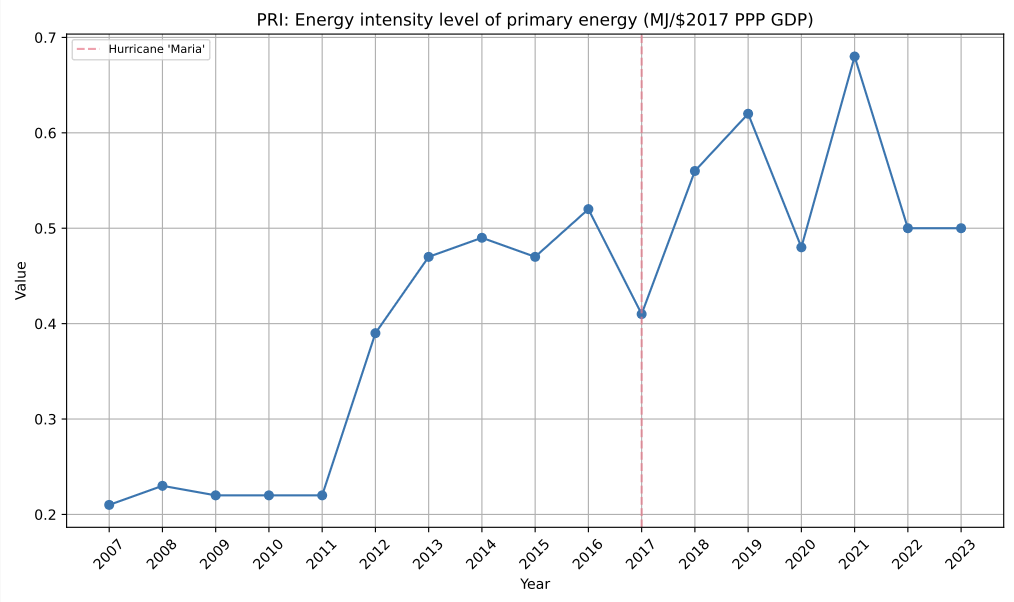 PRI: Energy intensity level of primary energy (MJ/$2017 PPP GDP)
Hurricane 'Maria'
0.7
0.6
0.5
0.4
0.3
0.2
Value
2007 2008 2009 2010 2011 2012 2013 2014 2015 2016 2017 2018 2019 2020 2021 2022 2023
Year